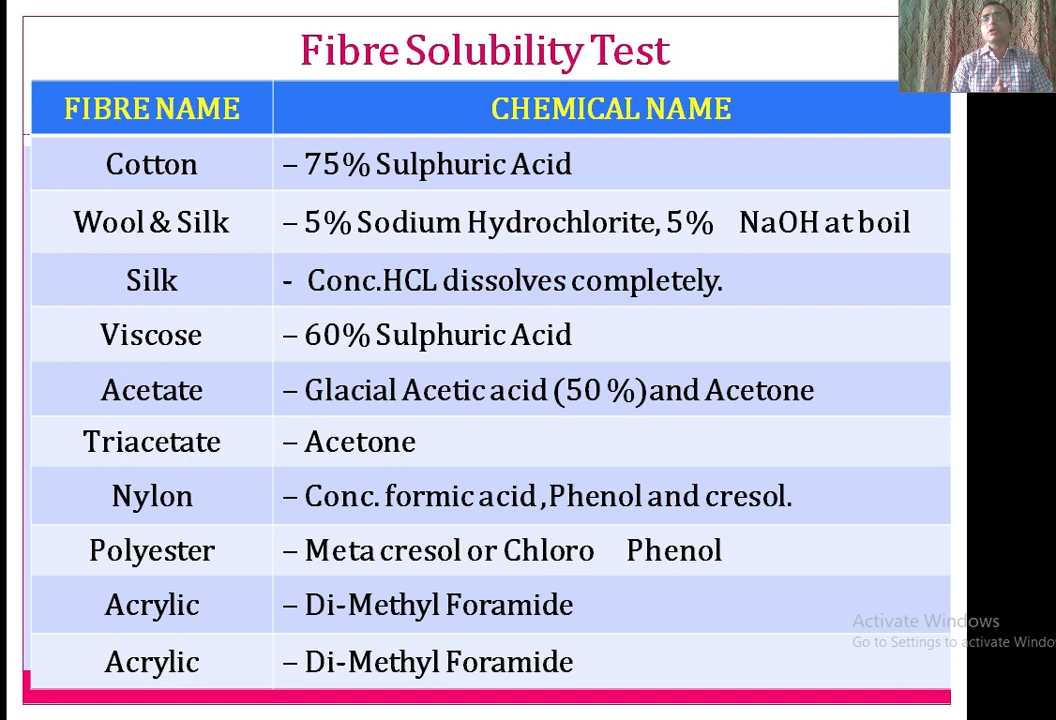 Fibre Solubility Test
FIBRE NAME CHEMICAL NAME
Cotton – 75% Sulphuric Acid
Wool & Silk – 5% Sodium Hydrochlorite, 5% NaOH at boil
Silk - Conc.HCL dissolves completely.
Viscose – 60% Sulphuric Acid
Acetate – Glacial Acetic acid (50 %)and Acetone
Triacetate – Acetone
Nylon – Conc. formic acid ,Phenol and cresol.
Polyester – Meta cresol or Chloro Phenol
Acrylic – Di-Methyl Foramide
Acrylic – Di-Methyl Foramide
Activate Windows
Go to Settings to activate Windo